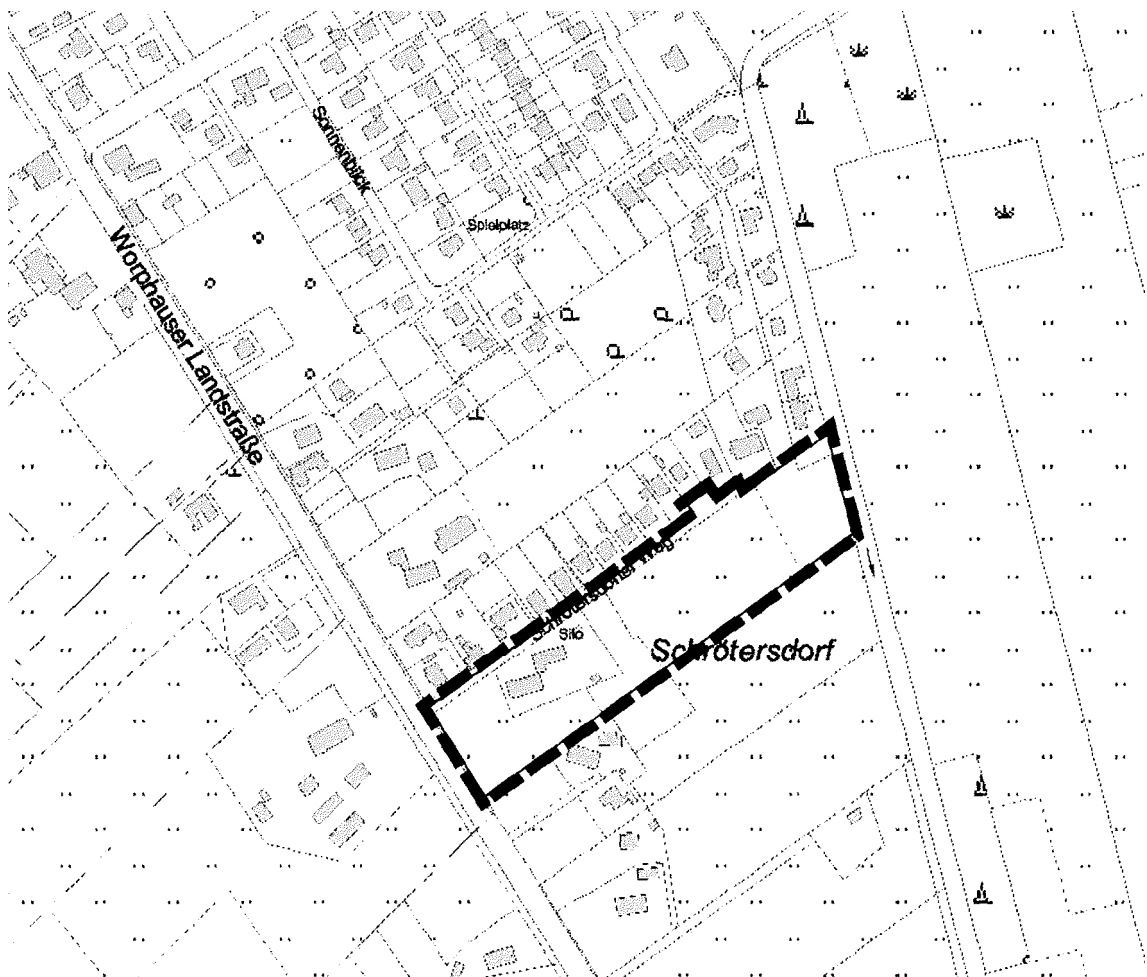 Sonnenblick
Spielplatz
Worphauser Landstraße
Schrötersdorfer Weg
Silo
Schrötersdorf